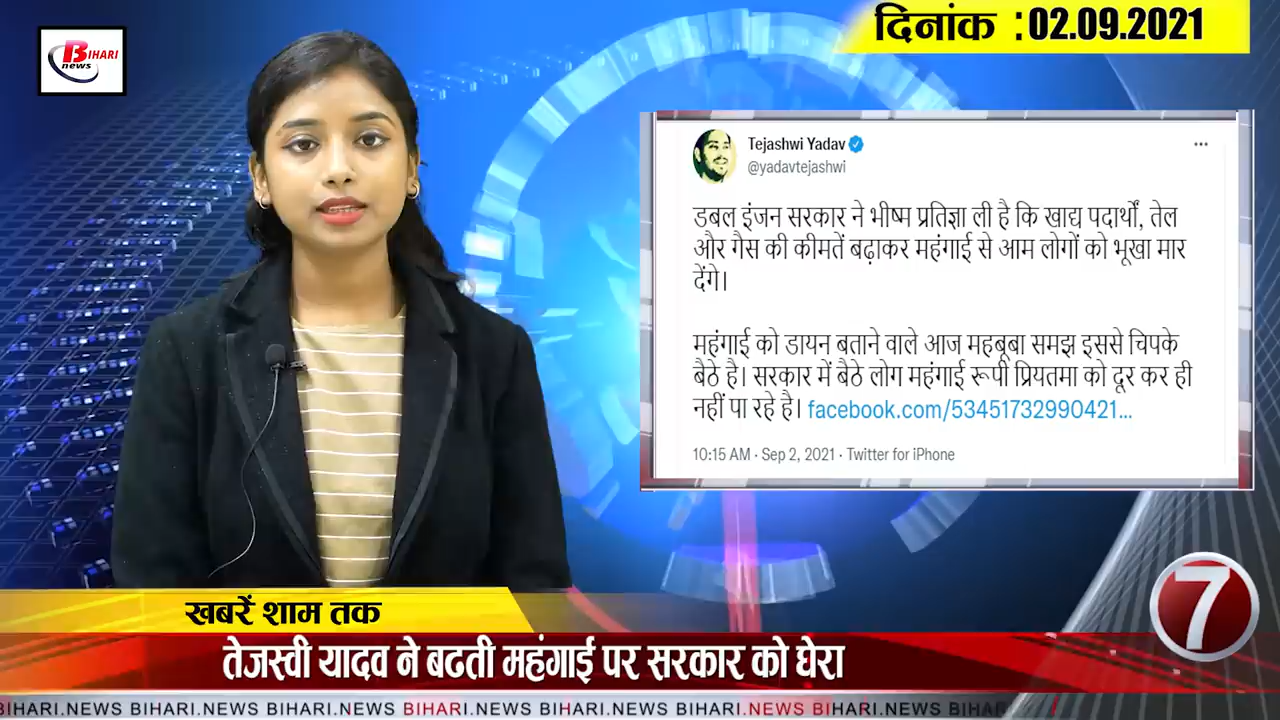 BIHARI
news
दिनांक : 02.09.2021
Tejashwi Yadav
@yadavtejashwi
डबल इंजन सरकार ने भीष्म प्रतिज्ञा ली है कि खाद्य पदार्थों, तेल
और गैस की कीमतें बढ़ाकर महंगाई से आम लोगों को भूखा मार
देंगे।
महंगाई को डायन बताने वाले आज महबूबा समझ इससे चिपके
बैठे है। सरकार में बैठे लोग महंगाई रूपी प्रियतमा को दूर कर ही
नहीं पा रहे है। facebook.com/53451732990421...
10:15 AM · Sep 2, 2021 · Twitter for iPhone
7
खबरें शाम तक
तेजस्वी यादव ने बढती महंगाई पर सरकार को घेरा
BIHARI.NEWS BIHARI.NEWS BIHARI.NEWS BIHARI.NEWS BIHARI.NEWS BIHARI.NEWS BIHARI.NEWS BIHAR